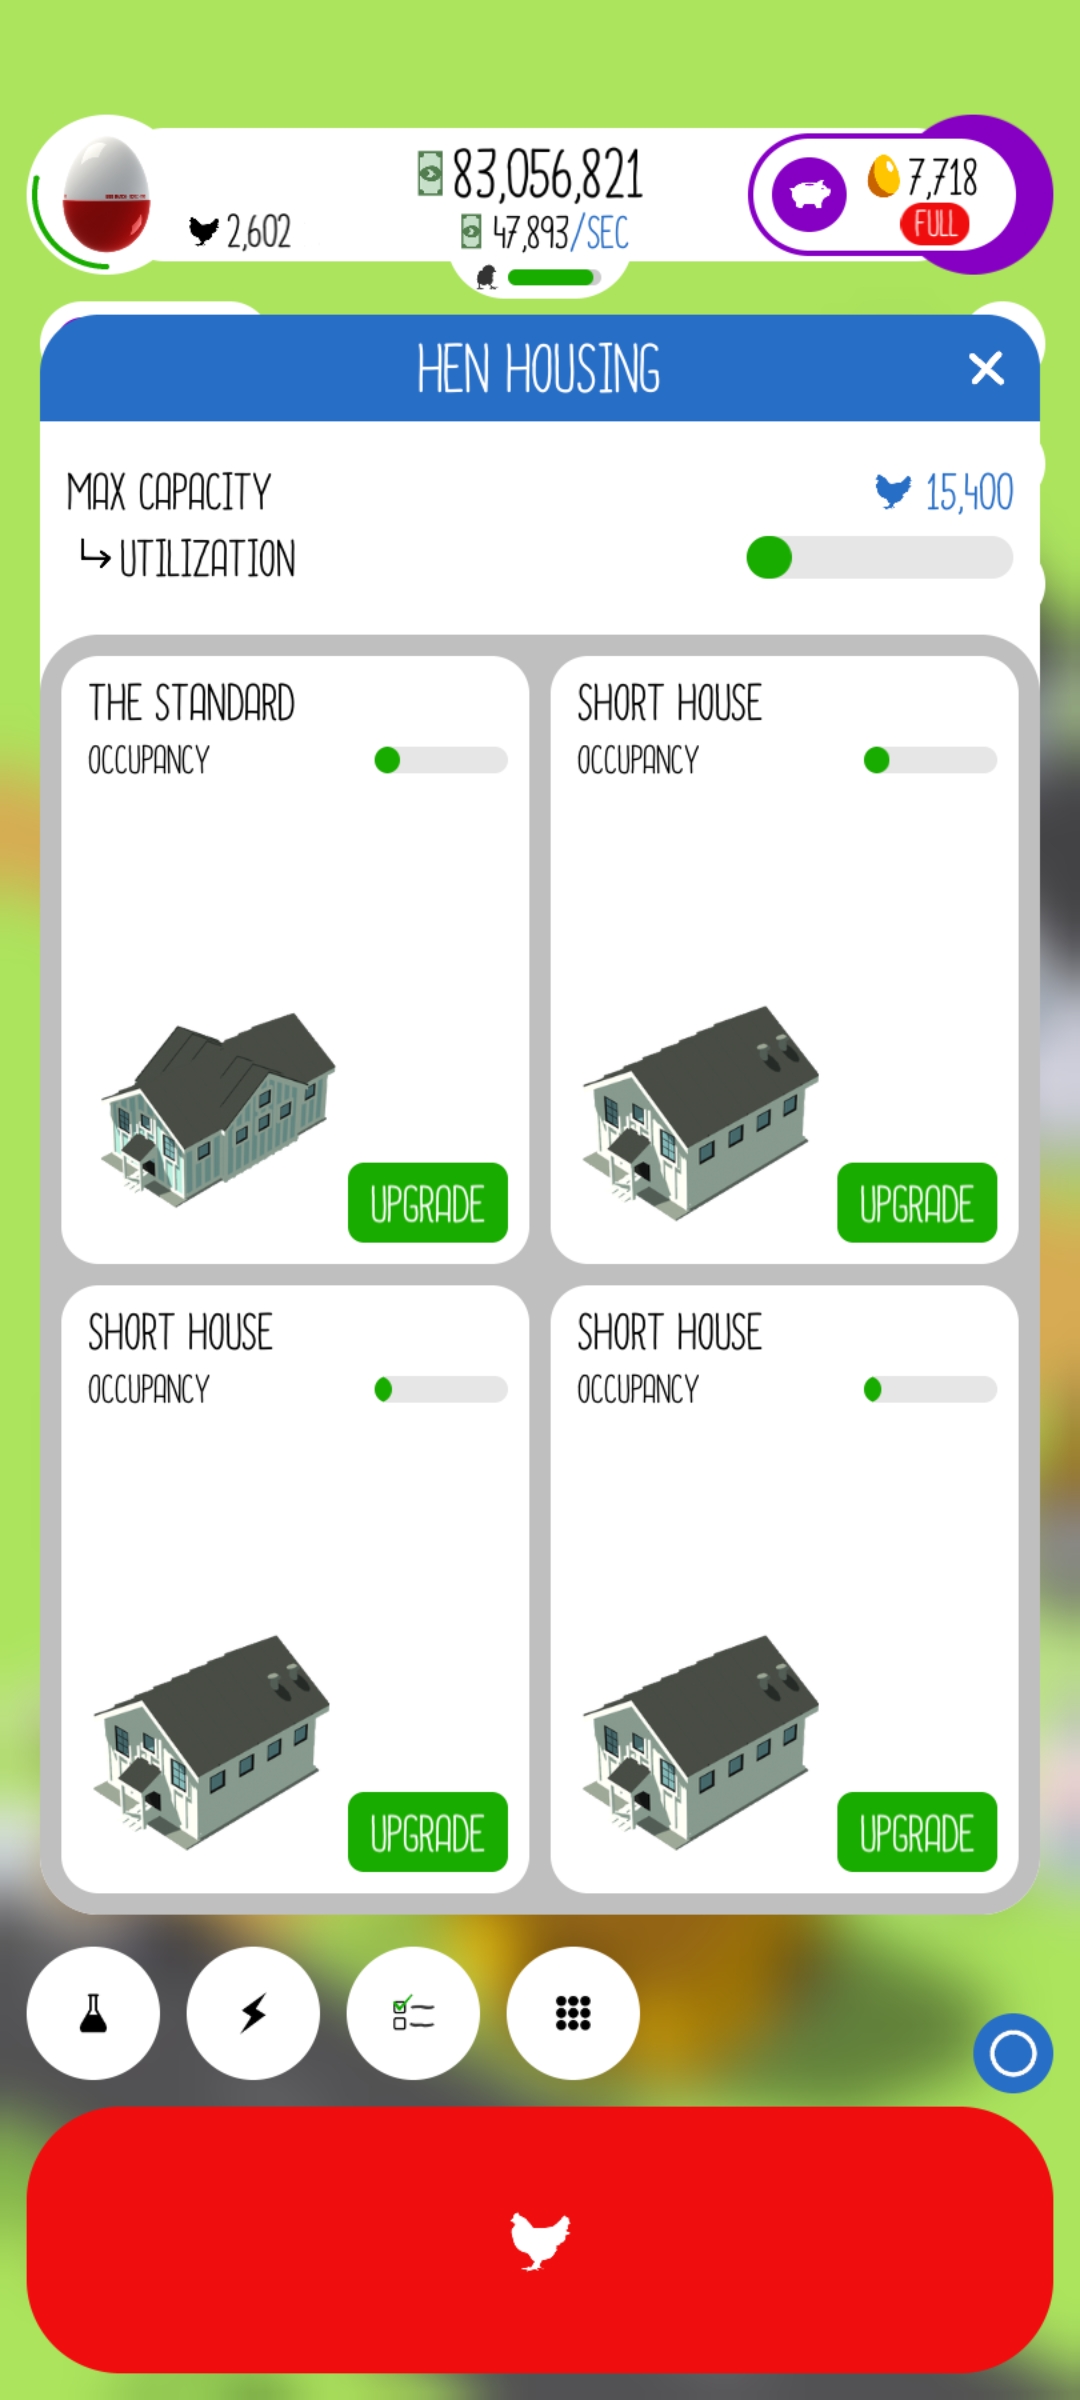 83,056,821
7,718
2,602
47,893/SEC
FULL
HEN HOUSING
MAX CAPACITY
15,400
UTILIZATION
THE STANDARD
OCCUPANCY
UPGRADE
SHORT HOUSE
OCCUPANCY
UPGRADE
SHORT HOUSE
OCCUPANCY
UPGRADE
SHORT HOUSE
OCCUPANCY
UPGRADE